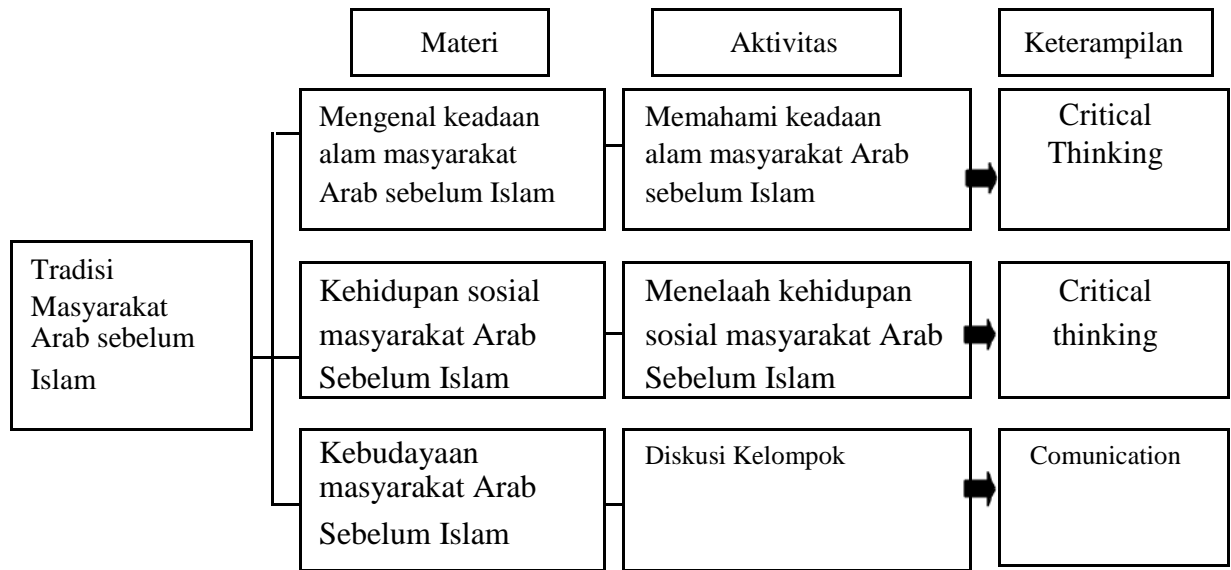 Materi
Aktivitas
Keterampilan
Mengenal keadaan
alam masyarakat
Arab sebelum Islam
Memahami keadaan
alam masyarakat Arab
sebelum Islam
Critical
Thinking
Tradisi
Masyarakat
Arab sebelum
Islam
Kehidupan sosial
masyarakat Arab
Sebelum Islam
Menelaah kehidupan
sosial masyarakat Arab
Sebelum Islam
Critical
thinking
Kebudayaan
masyarakat Arab
Sebelum Islam
Diskusi Kelompok
Comunication